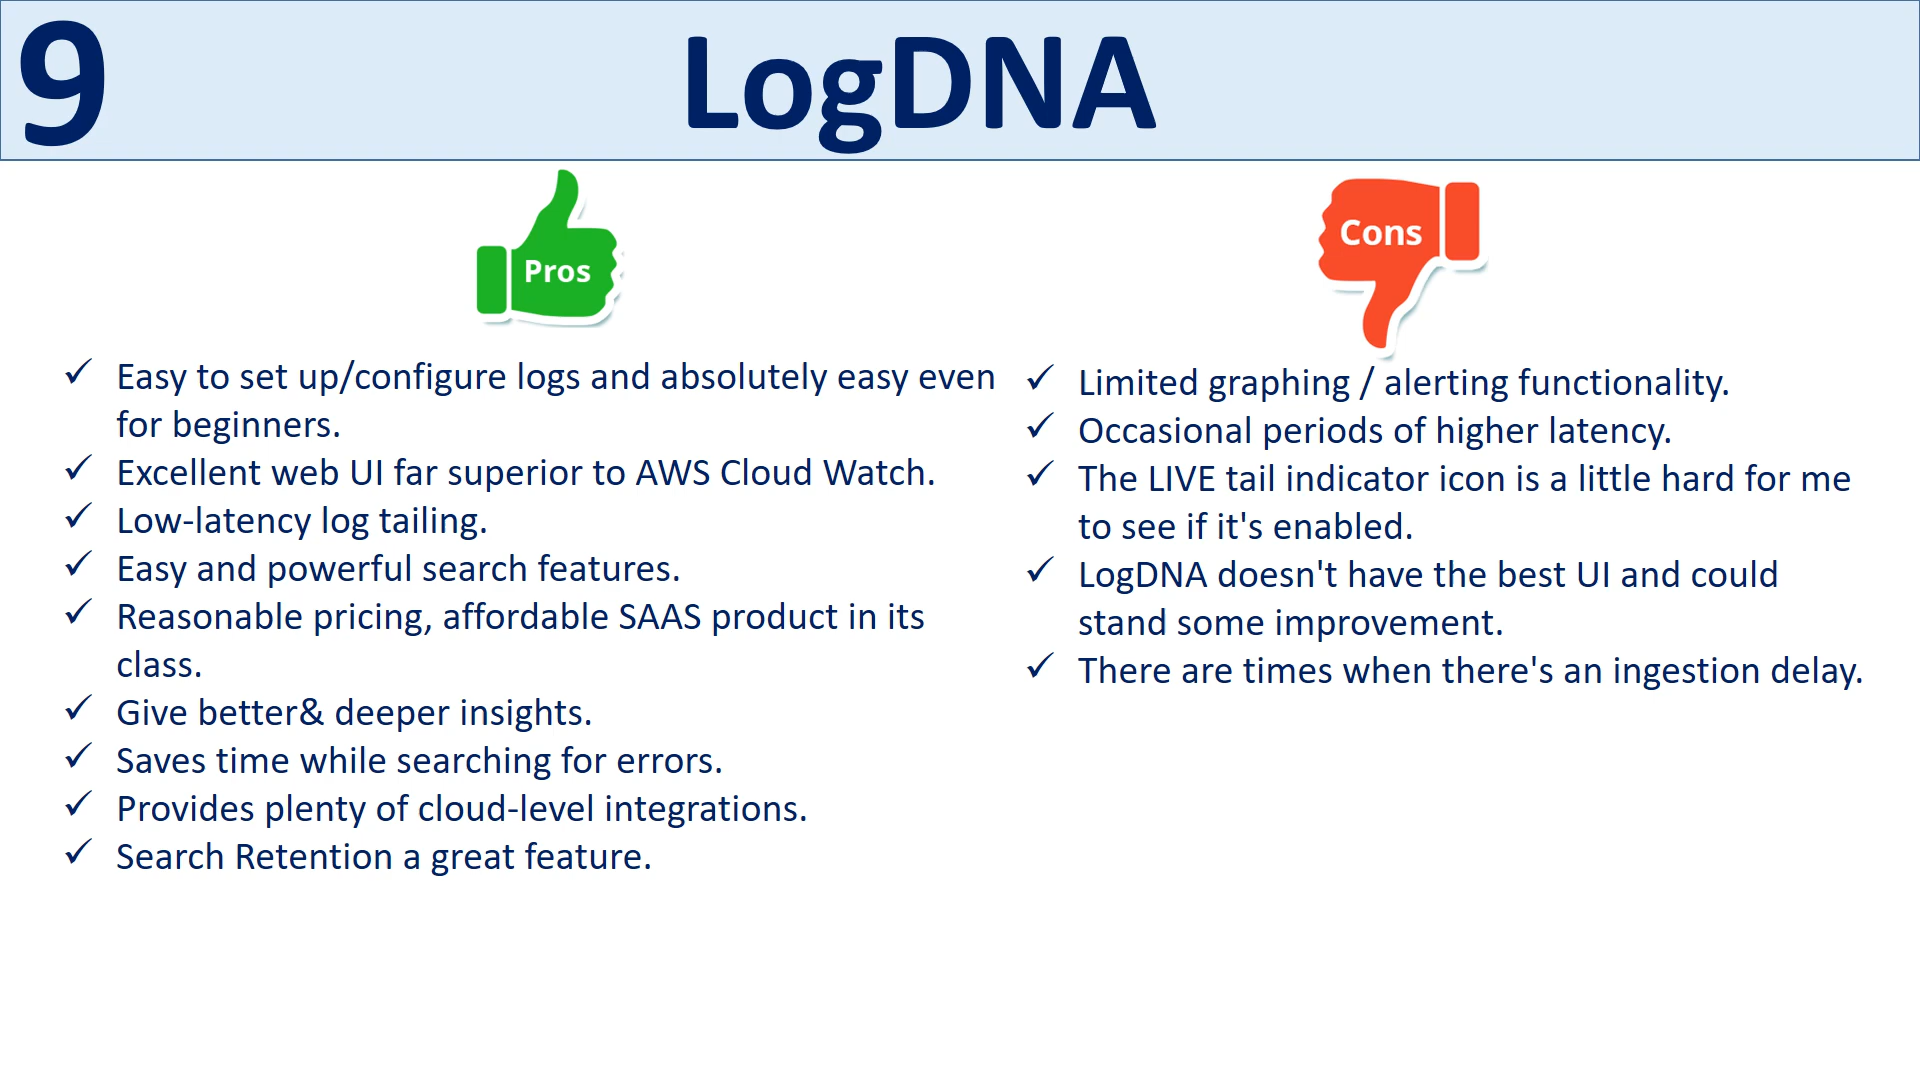 9
LogDNA
Pros
Easy to set up/configure logs and absolutely easy even
for beginners.
Excellent web UI far superior to AWS Cloud Watch.
Low-latency log tailing.
Easy and powerful search features.
Reasonable pricing, affordable SAAS product in its
class.
Give better& deeper insights.
Saves time while searching for errors.
Provides plenty of cloud-level integrations.
Search Retention a great feature.
Cons
Limited graphing / alerting functionality.
Occasional periods of higher latency.
The LIVE tail indicator icon is a little hard for me
to see if it's enabled.
LogDNA doesn't have the best UI and could
stand some improvement.
There are times when there's an ingestion delay.